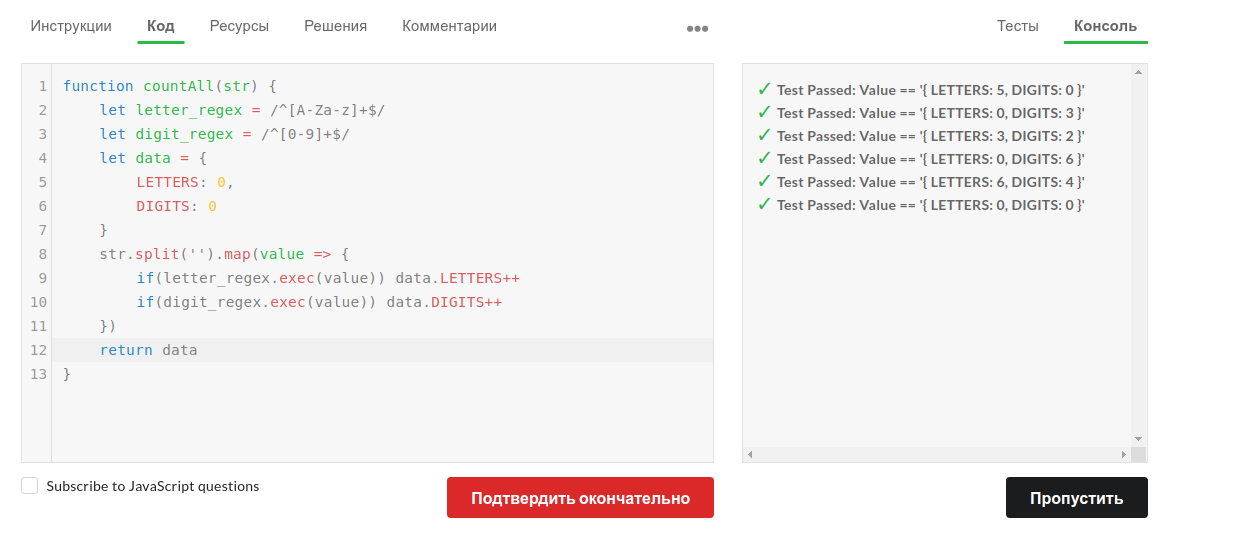 Инструкции Код Ресурсы Решения Комментарии ••• Тесты Консоль
1 function countAll(str) {
2 let letter_regex = /^[A-Za-z]+$/
3 let digit_regex = /^[0-9]+$/
4 let data = {
5 LETTERS: 0,
6 DIGITS: 0
7 }
8 str.split('').map(value => {
9 if(letter_regex.exec(value)) data.LETTERS++
10 if(digit_regex.exec(value)) data.DIGITS++
11 })
12 return data
13 }
✓ Test Passed: Value == '{ LETTERS: 5, DIGITS: 0 }'
✓ Test Passed: Value == '{ LETTERS: 0, DIGITS: 3 }'
✓ Test Passed: Value == '{ LETTERS: 3, DIGITS: 2 }'
✓ Test Passed: Value == '{ LETTERS: 0, DIGITS: 6 }'
✓ Test Passed: Value == '{ LETTERS: 6, DIGITS: 4 }'
✓ Test Passed: Value == '{ LETTERS: 0, DIGITS: 0 }'
Subscribe to JavaScript questions
Подтвердить окончательно
Пропустить